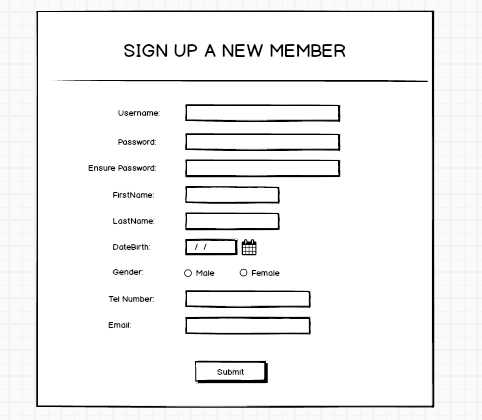 SIGN UP A NEW MEMBER
Username:
Password:
Ensure Password:
FirstName:
LastName:
DateBirth: / /
Gender: Male Female
Tel Number:
Email:
Submit